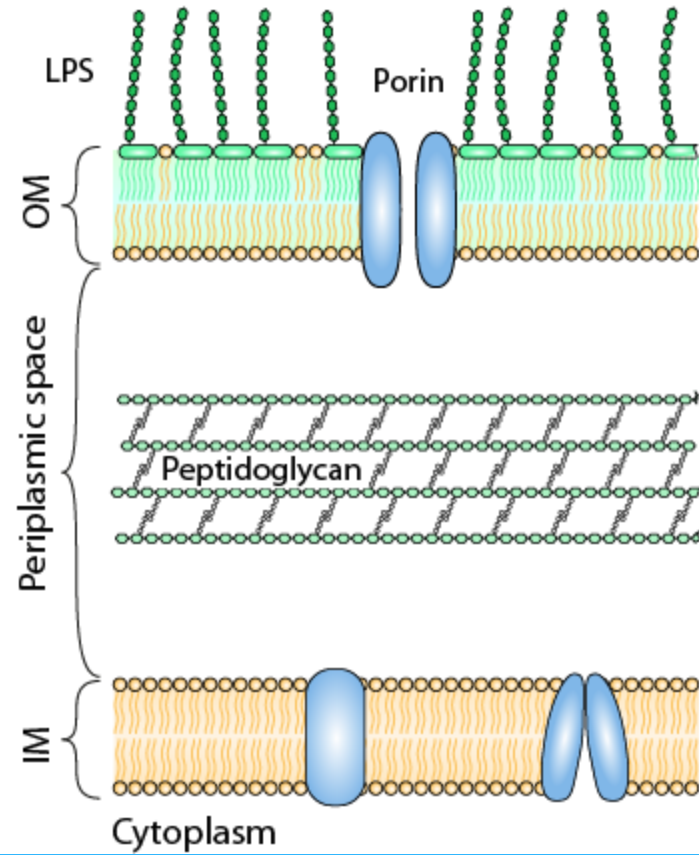 LPS
Porin
OM
Periplasmic space
Peptidoglycan
IM
Cytoplasm